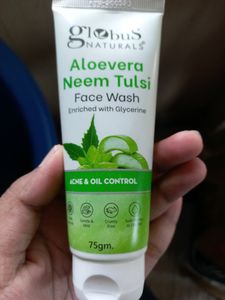 globus
NATURALS
Aloevera
Neem Tulsi
Face Wash
Enriched with Glycerine
ACNE & OIL CONTROL
75gm.